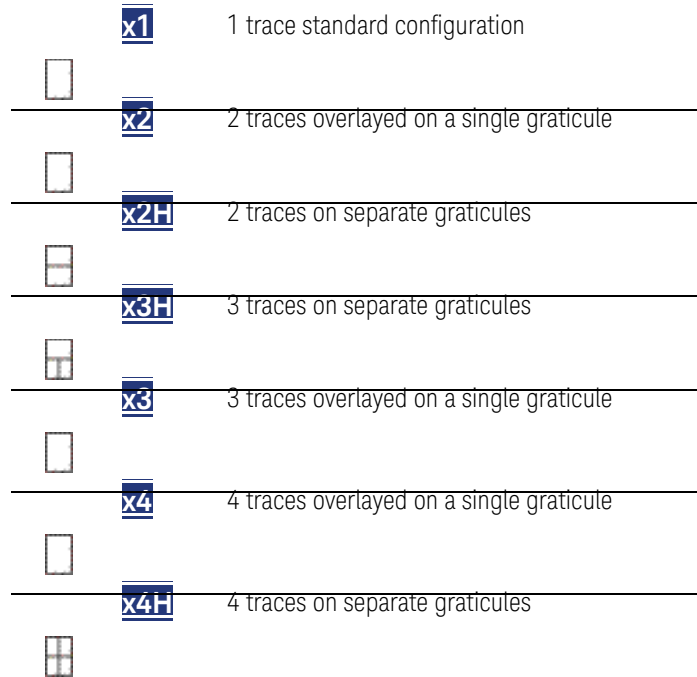 x1 1 trace standard configuration
x2 2 traces overlayed on a single graticule
x2H 2 traces on separate graticules
x3H 3 traces on separate graticules
x3 3 traces overlayed on a single graticule
x4 4 traces overlayed on a single graticule
x4H 4 traces on separate graticules